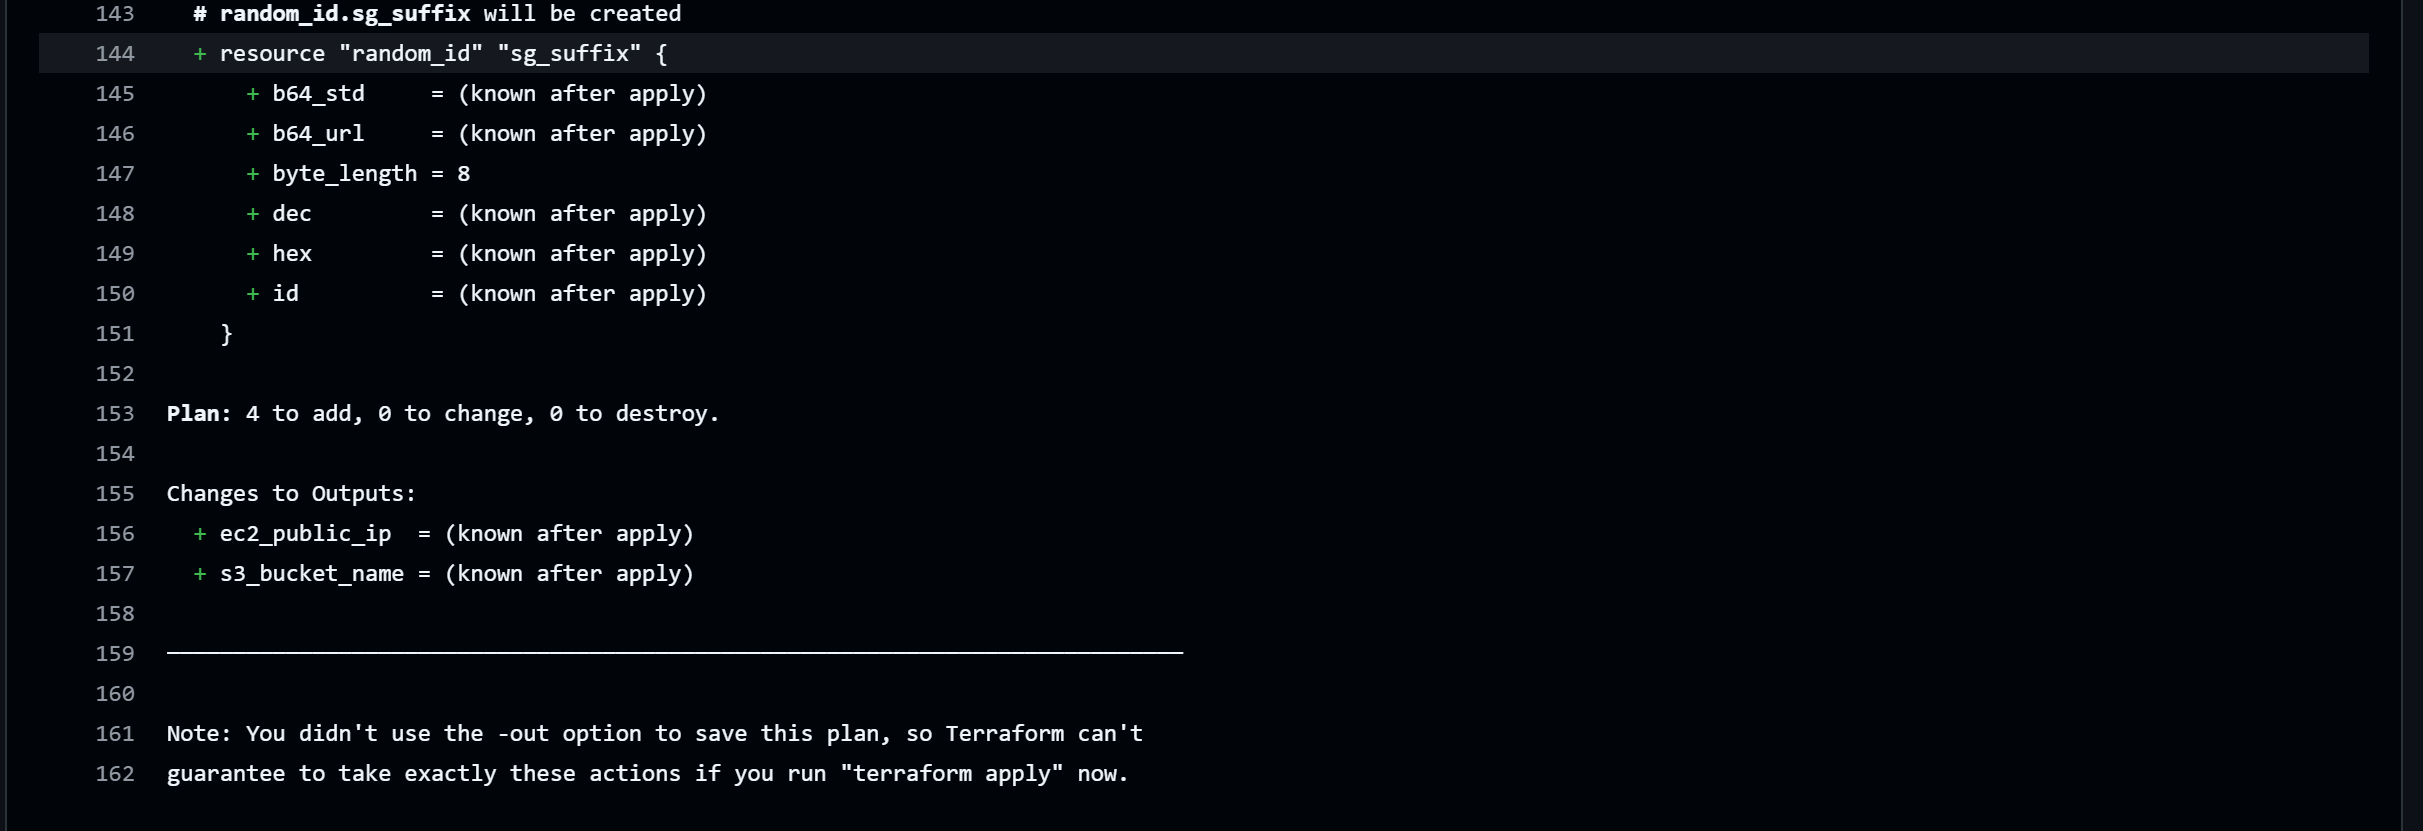 143 # random_id.sg_suffix will be created
144 + resource "random_id" "sg_suffix" {
145 + b64_std = (known after apply)
146 + b64_url = (known after apply)
147 + byte_length = 8
148 + dec = (known after apply)
149 + hex = (known after apply)
150 + id = (known after apply)
151 }
152
153 Plan: 4 to add, 0 to change, 0 to destroy.
154
155 Changes to Outputs:
156 + ec2_public_ip = (known after apply)
157 + s3_bucket_name = (known after apply)
158
159 ─────────────────────────────────────────────────────────────────────────────
160
161 Note: You didn't use the -out option to save this plan, so Terraform can't
162 guarantee to take exactly these actions if you run "terraform apply" now.